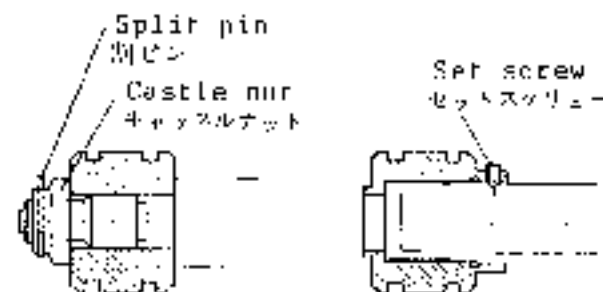 Split pin
割ピン
Castle nut
キャッスルナット
Set screw
セットスクリュー